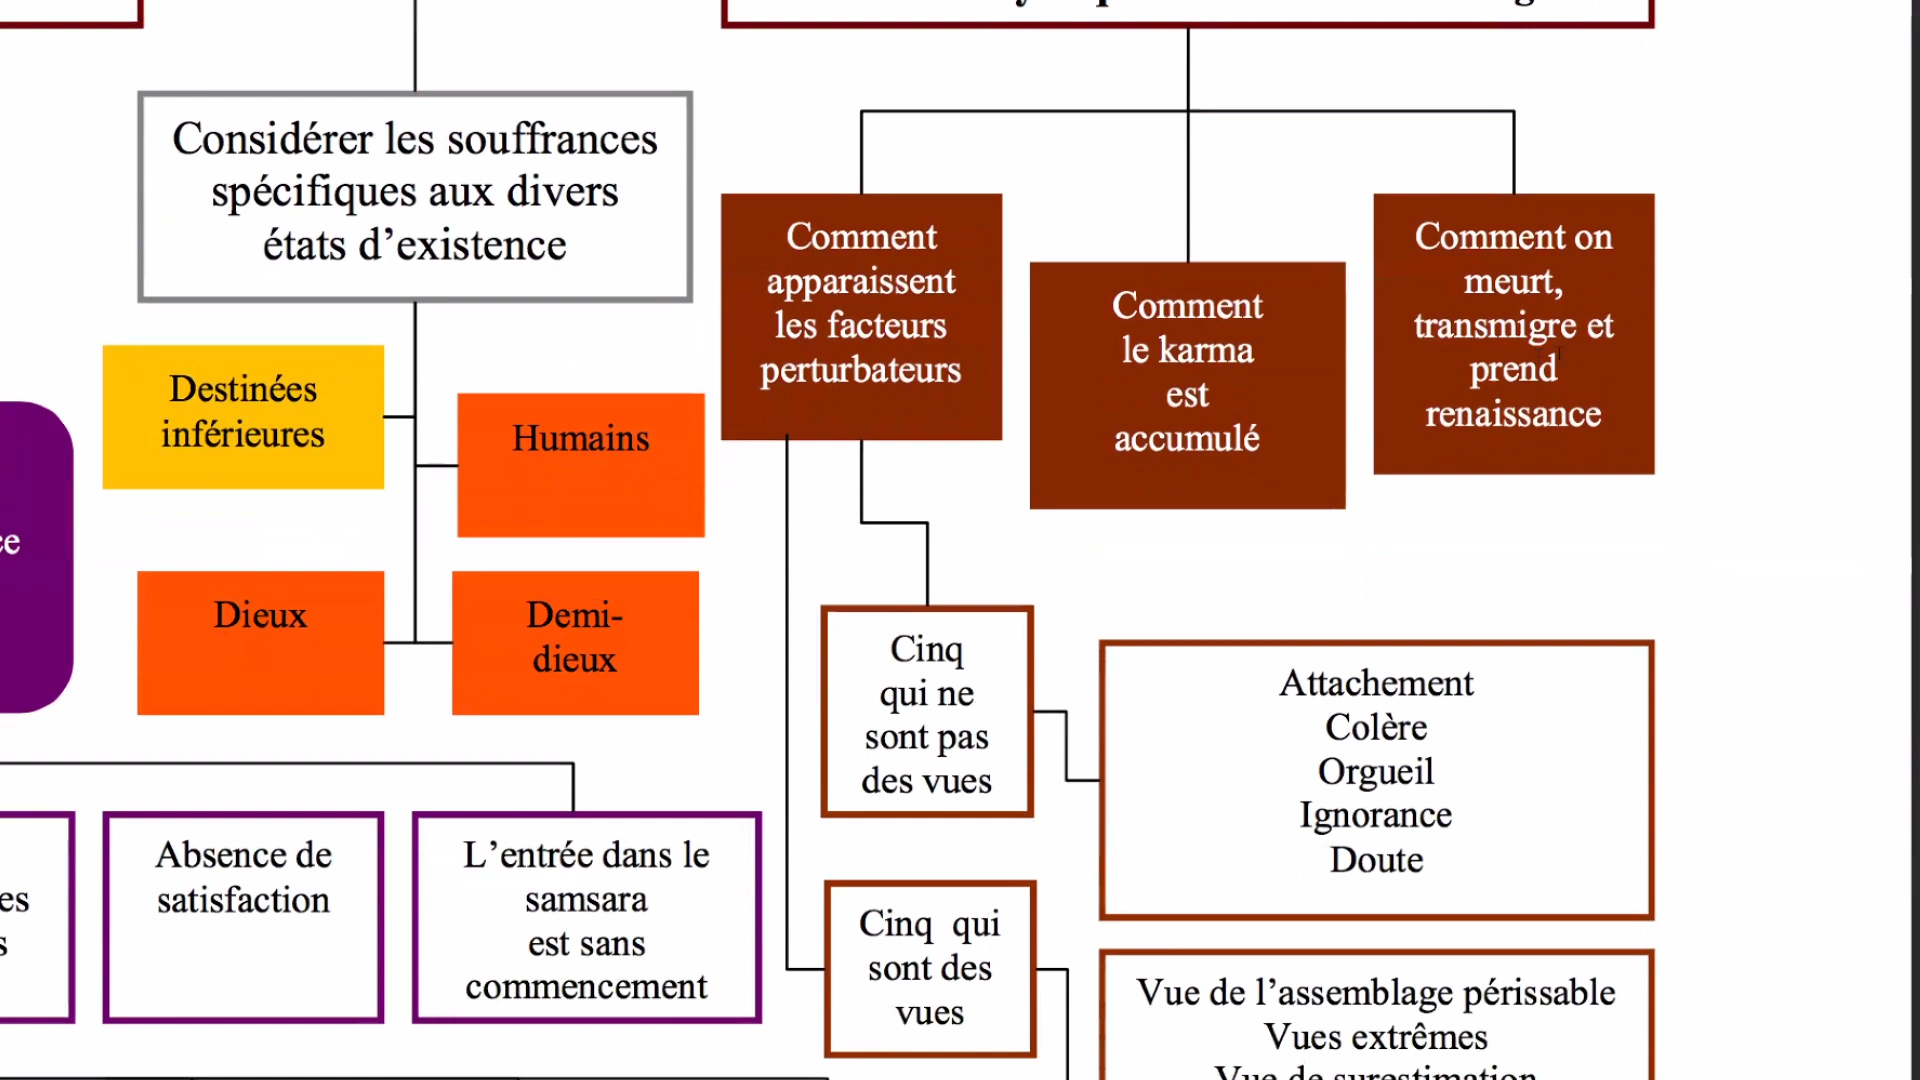 Considérer les souffrances
spécifiques aux divers
états d’existence
Destinées
inférieures
Humains
Dieux
Demi-
dieux
Comment
apparaissent
les facteurs
perturbateurs
Comment
le karma
est
accumulé
Comment on
meurt,
transmigre et
prend
renaissance
Cinq
qui ne
sont pas
des vues
Attachement
Colère
Orgueil
Ignorance
Doute
Absence de
satisfaction
L’entrée dans le
samsara
est sans
commencement
Cinq qui
sont des
vues
Vue de l’assemblage périssable
Vues extrêmes
Vue de surestimation